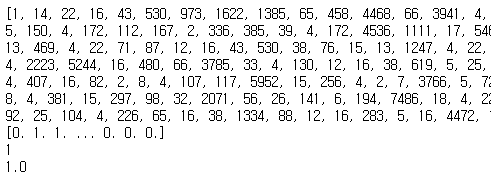 [1, 14, 22, 16, 43, 530, 973, 1622, 1385, 65, 458, 4468, 66, 3941, 4,
5, 150, 4, 172, 112, 167, 2, 336, 385, 39, 4, 172, 4536, 1111, 17, 546
13, 469, 4, 22, 71, 87, 12, 16, 43, 530, 38, 76, 15, 13, 1247, 4, 22,
4, 2223, 5244, 16, 480, 66, 3785, 33, 4, 130, 12, 16, 38, 619, 5, 25,
4, 407, 16, 82, 2, 8, 4, 107, 117, 5952, 15, 256, 4, 2, 7, 3766, 5, 72
8, 4, 381, 15, 297, 98, 32, 2071, 56, 26, 141, 6, 194, 7486, 18, 4, 22
92, 25, 104, 4, 226, 65, 16, 38, 1334, 88, 12, 16, 283, 5, 16, 4472,
[0. 1. 1. ... 0. 0. 0.]
1
1.0